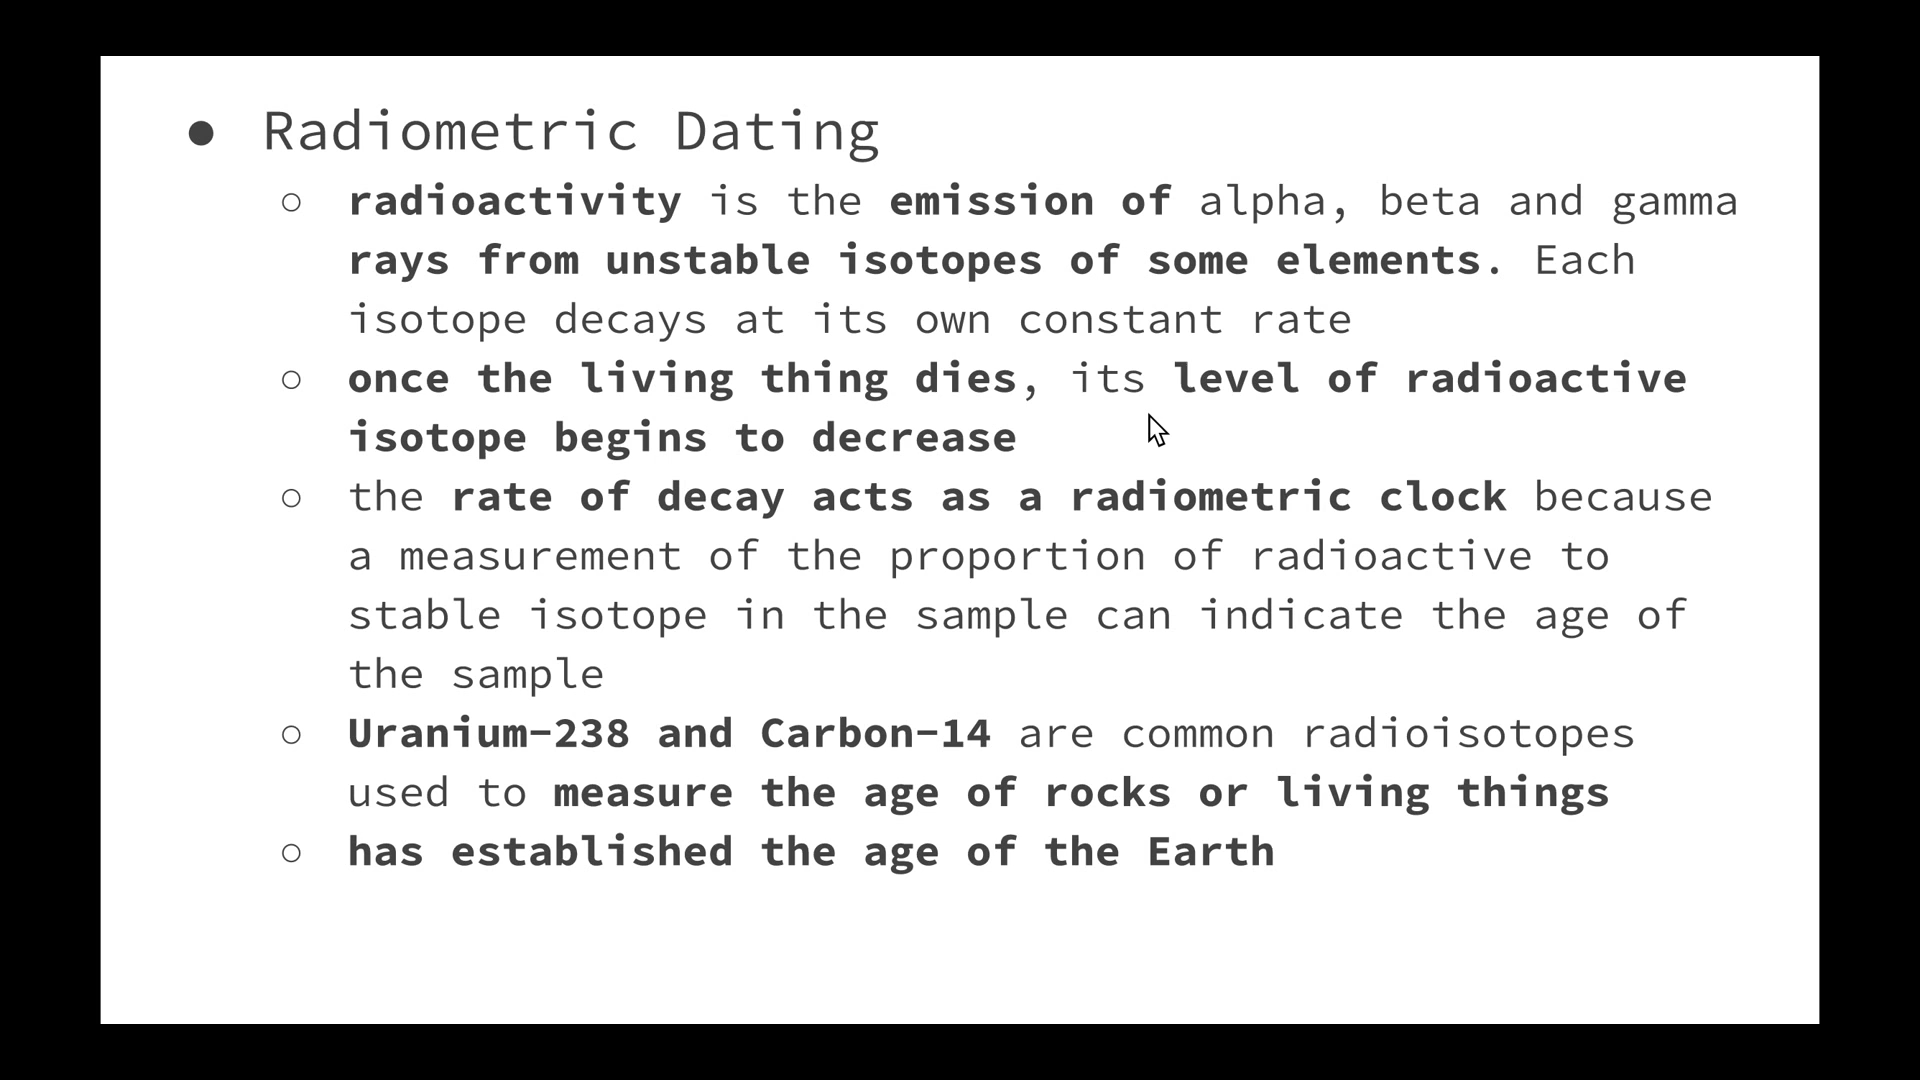 ● Radiometric Dating
○ radioactivity is the emission of alpha, beta and gamma
rays from unstable isotopes of some elements. Each
isotope decays at its own constant rate
○ once the living thing dies, its level of radioactive
isotope begins to decrease
○ the rate of decay acts as a radiometric clock because
a measurement of the proportion of radioactive to
stable isotope in the sample can indicate the age of
the sample
○ Uranium-238 and Carbon-14 are common radioisotopes
used to measure the age of rocks or living things
○ has established the age of the Earth